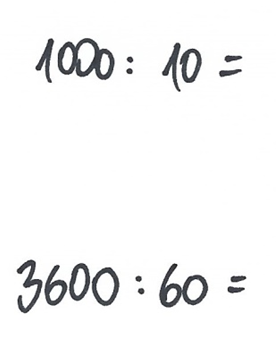 1000 : 10 =
3600 : 60 =